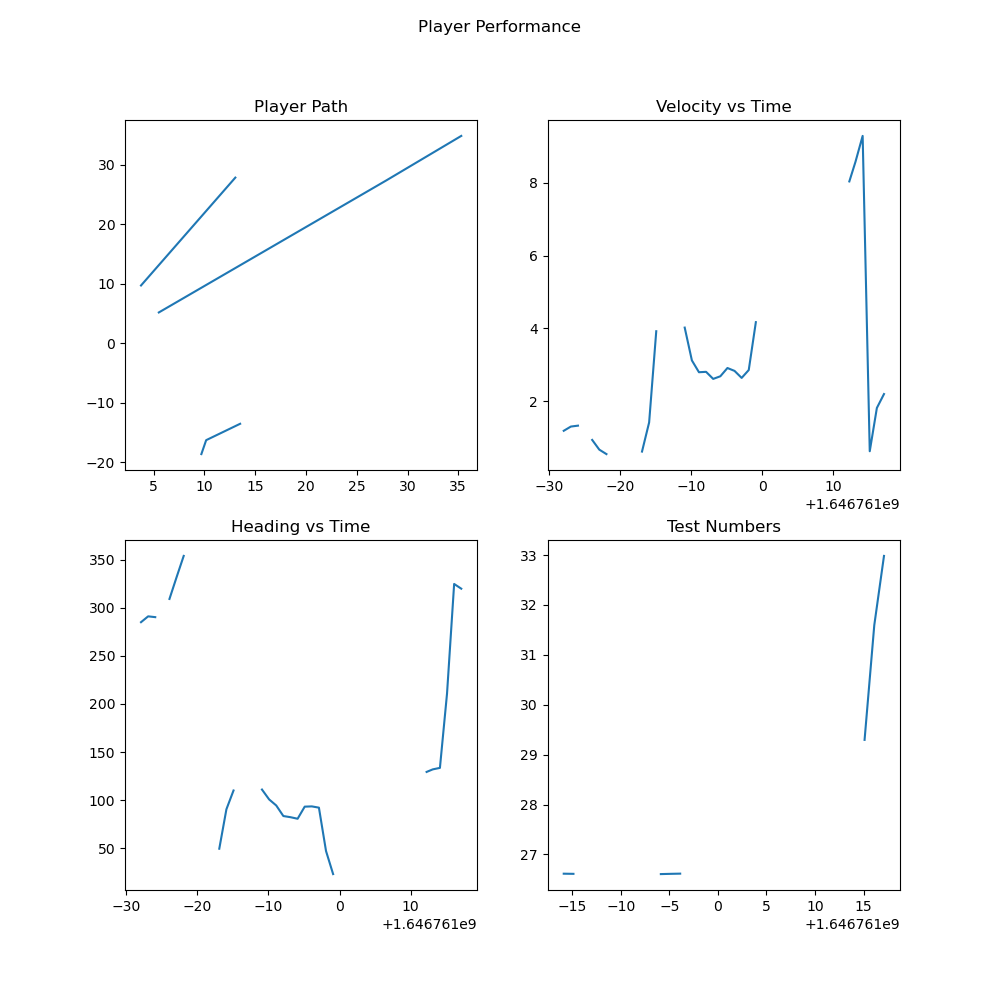 Player Performance
Player Path
30
20
10
0
−10
−20
5 10 15 20 25 30 35
Velocity vs Time
8
6
4
2
−30 −20 −10 0 10
+1.646761e9
Heading vs Time
350
300
250
200
150
100
50
−30 −20 −10 0 10
+1.646761e9
Test Numbers
33
32
31
30
29
28
27
−15 −10 −5 0 5 10 15
+1.646761e9